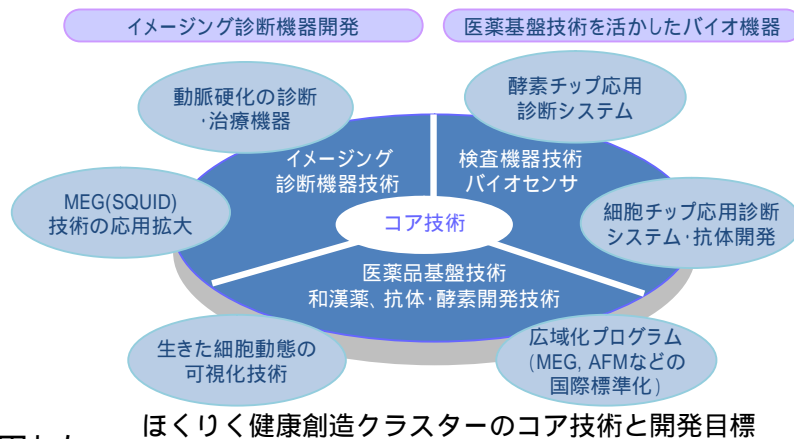 イメージング診断機器開発
医薬基盤技術を活かしたバイオ機器
動脈硬化の診断
・治療機器
酵素チップ応用
診断システム
イメージング
診断機器技術
検査機器技術
バイオセンサ
MEG(SQUID)
技術の応用拡大
コア技術
細胞チップ応用診断
システム・抗体開発
医薬品基盤技術
和漢薬、抗体・酵素開発技術
生きた細胞動態の
可視化技術
広域化プログラム
(MEG, AFMなどの
国際標準化)
ほくりく健康創造クラスターのコア技術と開発目標